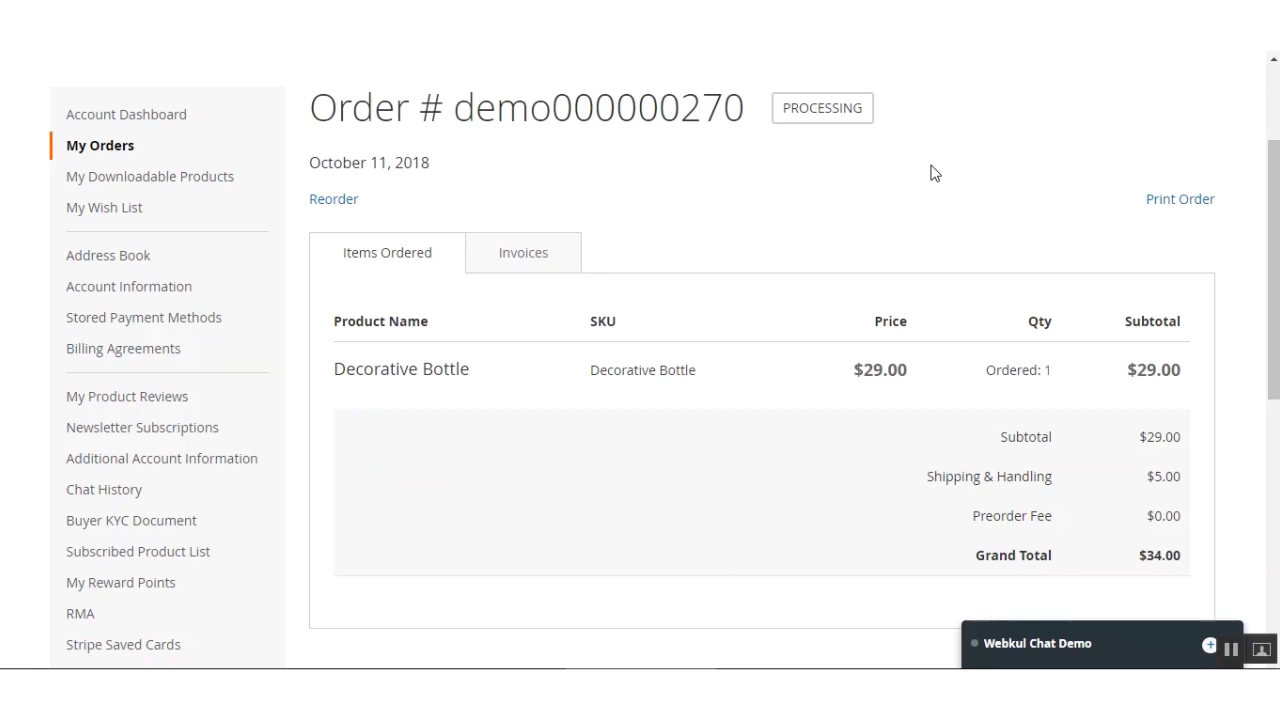 Account Dashboard
My Orders
My Downloadable Products
My Wish List
Address Book
Account Information
Stored Payment Methods
Billing Agreements
My Product Reviews
Newsletter Subscriptions
Additional Account Information
Chat History
Buyer KYC Document
Subscribed Product List
My Reward Points
RMA
Stripe Saved Cards
Order # demo000000270 PROCESSING
October 11, 2018
Reorder Print Order
Items Ordered Invoices
Product Name SKU Price Qty Subtotal
Decorative Bottle Decorative Bottle $29.00 Ordered: 1 $29.00
Subtotal $29.00
Shipping & Handling $5.00
Preorder Fee $0.00
Grand Total $34.00
Webkul Chat Demo